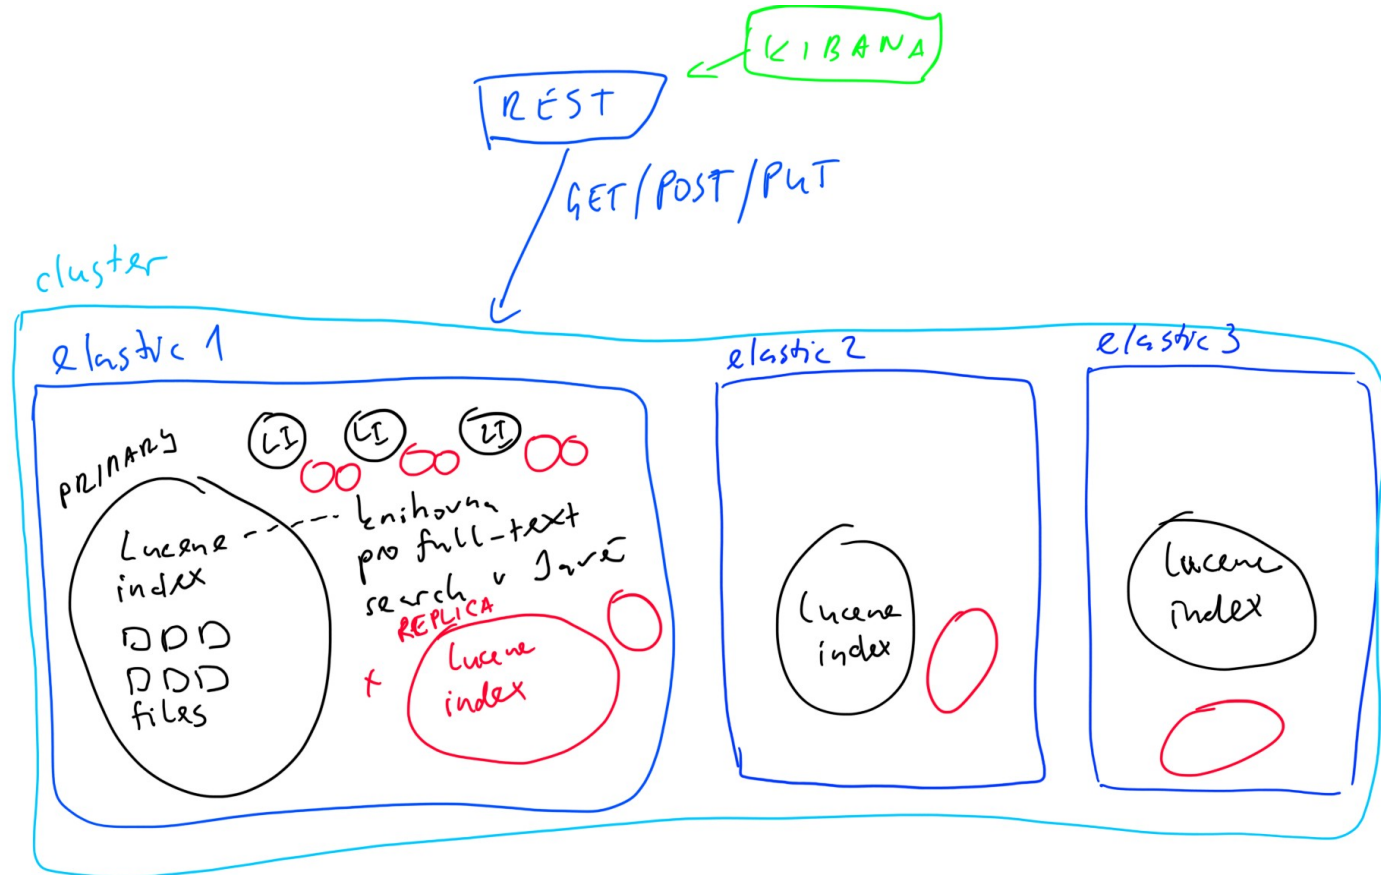 KIBANA
REST
GET/POST/PUT
cluster
elastic 1
elastic 2
elastic 3
PRIMARY
LI
LI
LI
Lucene
index
files
knihovna
pro full-text
search v Javě
REPLICA
+ Lucene
index
Lucene
index
Lucene
index